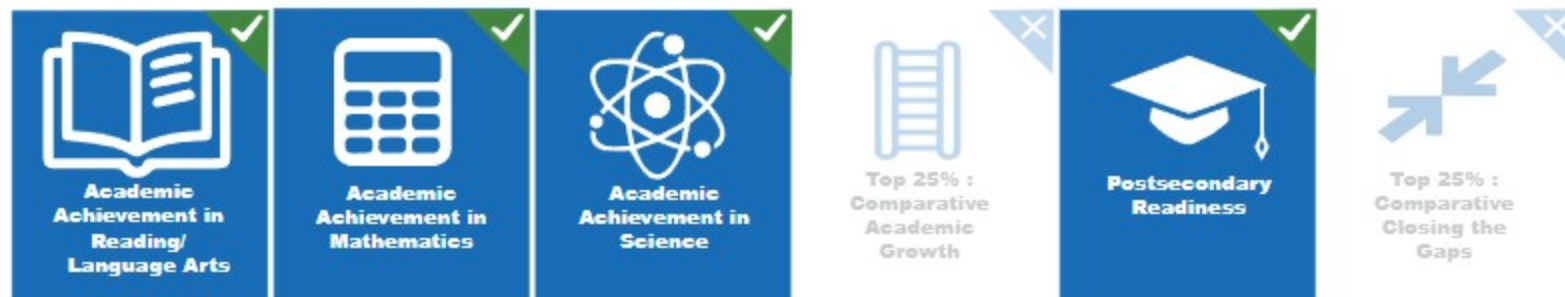 Academic
Achievement in
Reading/
Language Arts
Academic
Achievement in
Mathematics
Academic
Achievement in
Science
Top 25% :
Comparative
Academic
Growth
Postsecondary
Readiness
Top 25% :
Comparative
Closing the
Gaps